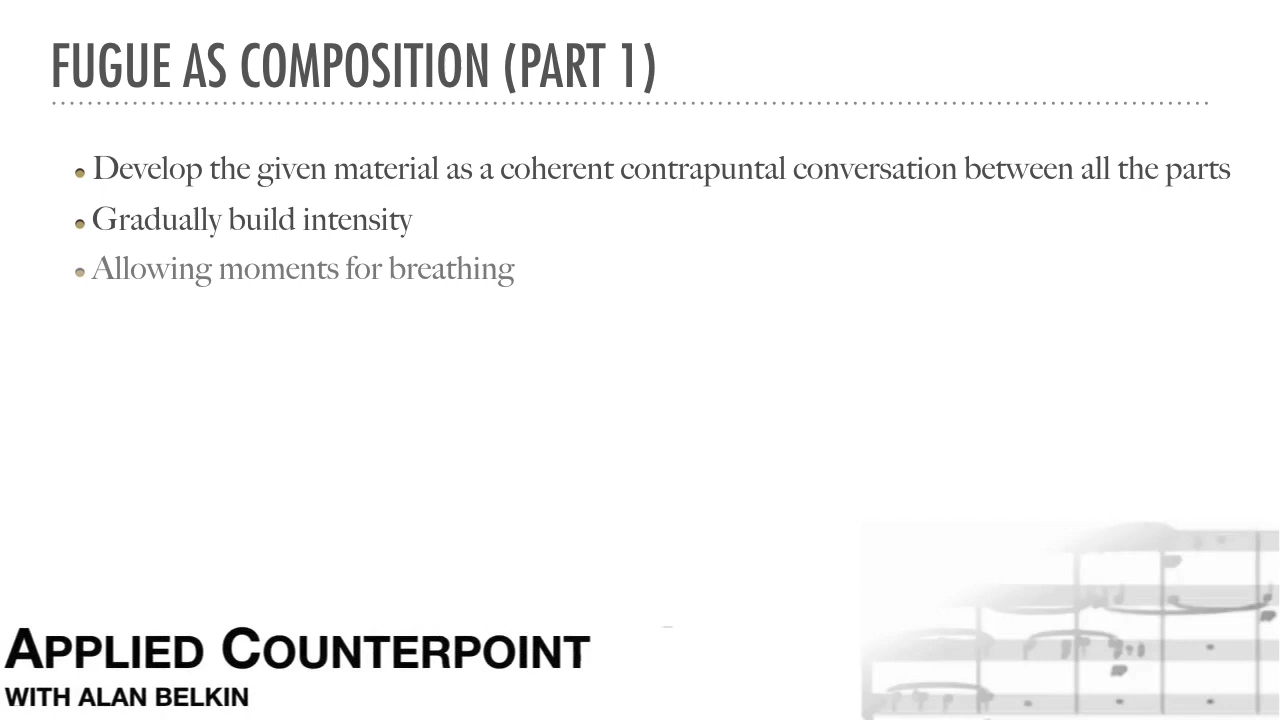 FUGUE AS COMPOSITION (PART 1)
Develop the given material as a coherent contrapuntal conversation between all the parts
Gradually build intensity
Allowing moments for breathing
APPLIED COUNTERPOINT
WITH ALAN BELKIN